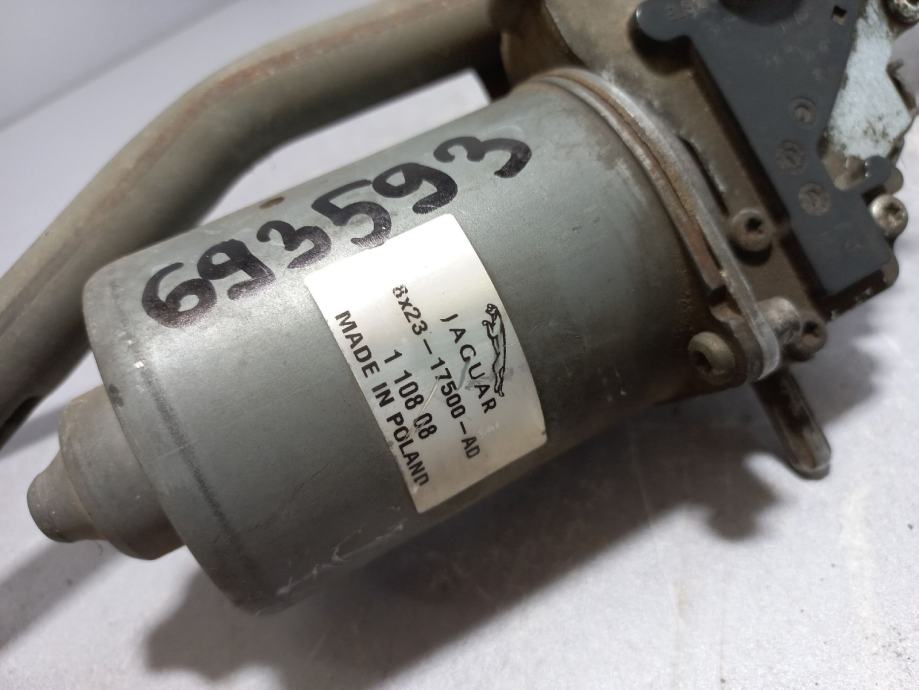 693593
JAGUAR
8X23-17500-AD
1 108 08
MADE IN POLAND